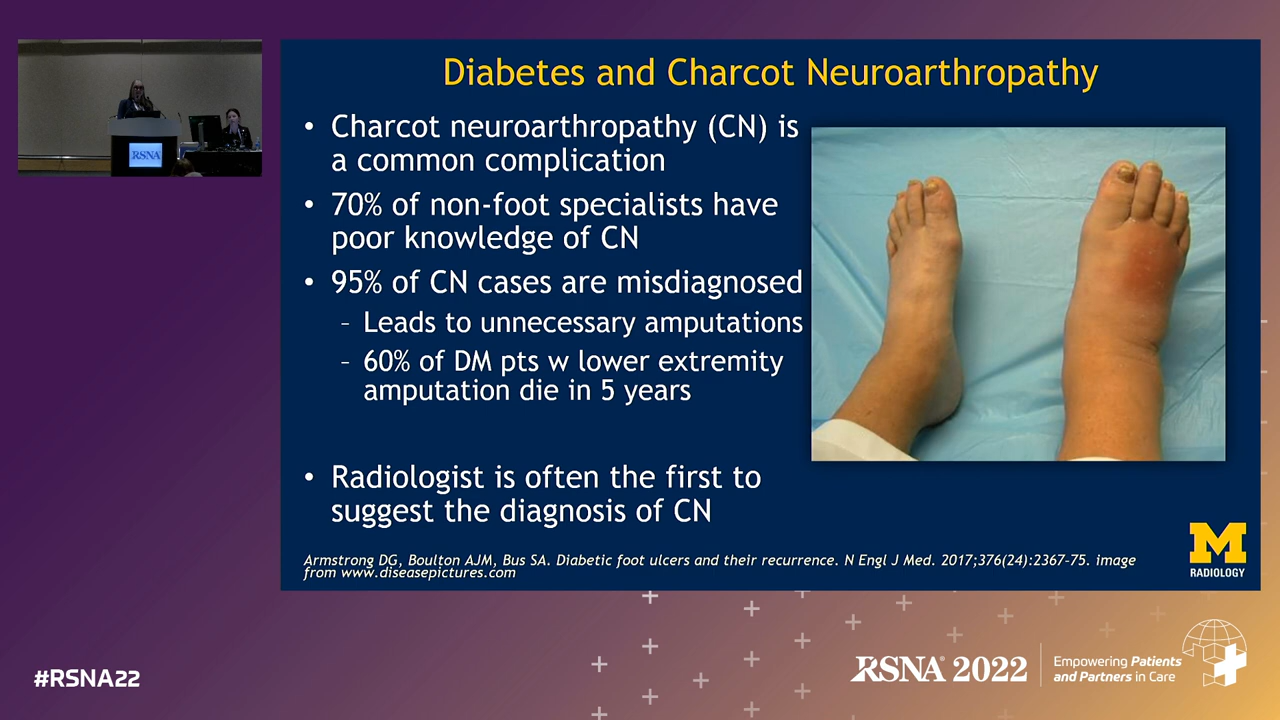 RSNA
Diabetes and Charcot Neuroarthropathy
• Charcot neuroarthropathy (CN) is
a common complication
• 70% of non-foot specialists have
poor knowledge of CN
• 95% of CN cases are misdiagnosed
– Leads to unnecessary amputations
– 60% of DM pts w lower extremity
amputation die in 5 years
• Radiologist is often the first to
suggest the diagnosis of CN
Armstrong DG, Boulton AJM, Bus SA. Diabetic foot ulcers and their recurrence. N Engl J Med. 2017;376(24):2367-75. image
from www.diseasepictures.com
M
RADIOLOGY
#RSNA22
RSNA® 2022
Empowering Patients
and Partners in Care